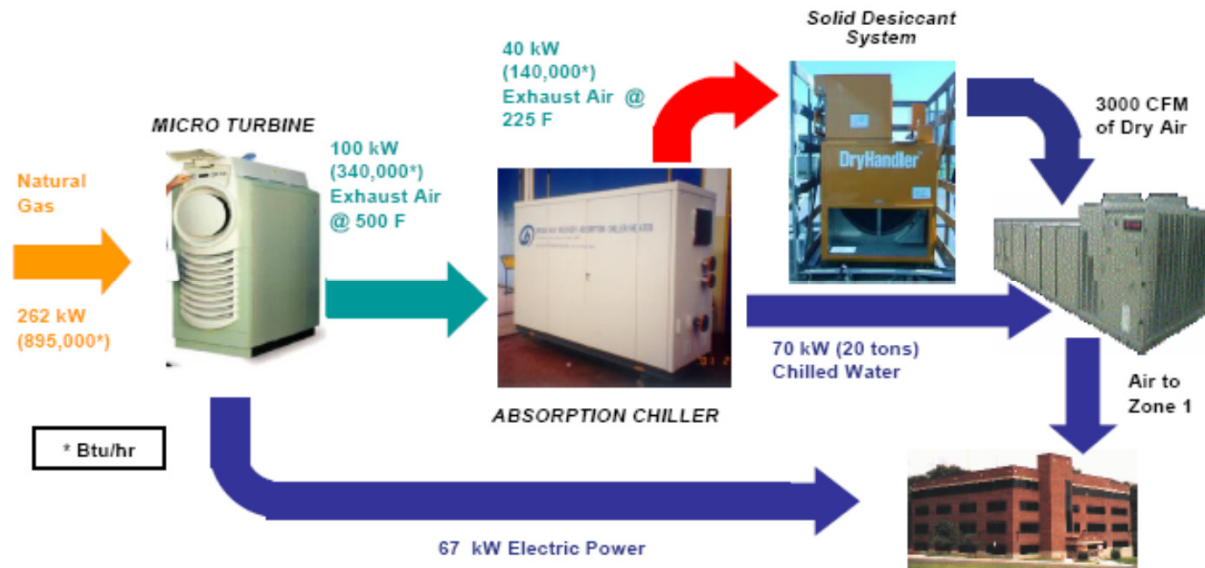 Solid Desiccant
System
40 kW
(140,000*)
Exhaust Air @
225 F
3000 CFM
of Dry Air
MICRO TURBINE
100 kW
(340,000*)
Exhaust Air
@ 500 F
Natural
Gas
DryHandler
262 kW
(895,000*)
70 kW (20 tons)
Chilled Water
ABSORPTION CHILLER
Air to
Zone 1
* Btu/hr
67 kW Electric Power